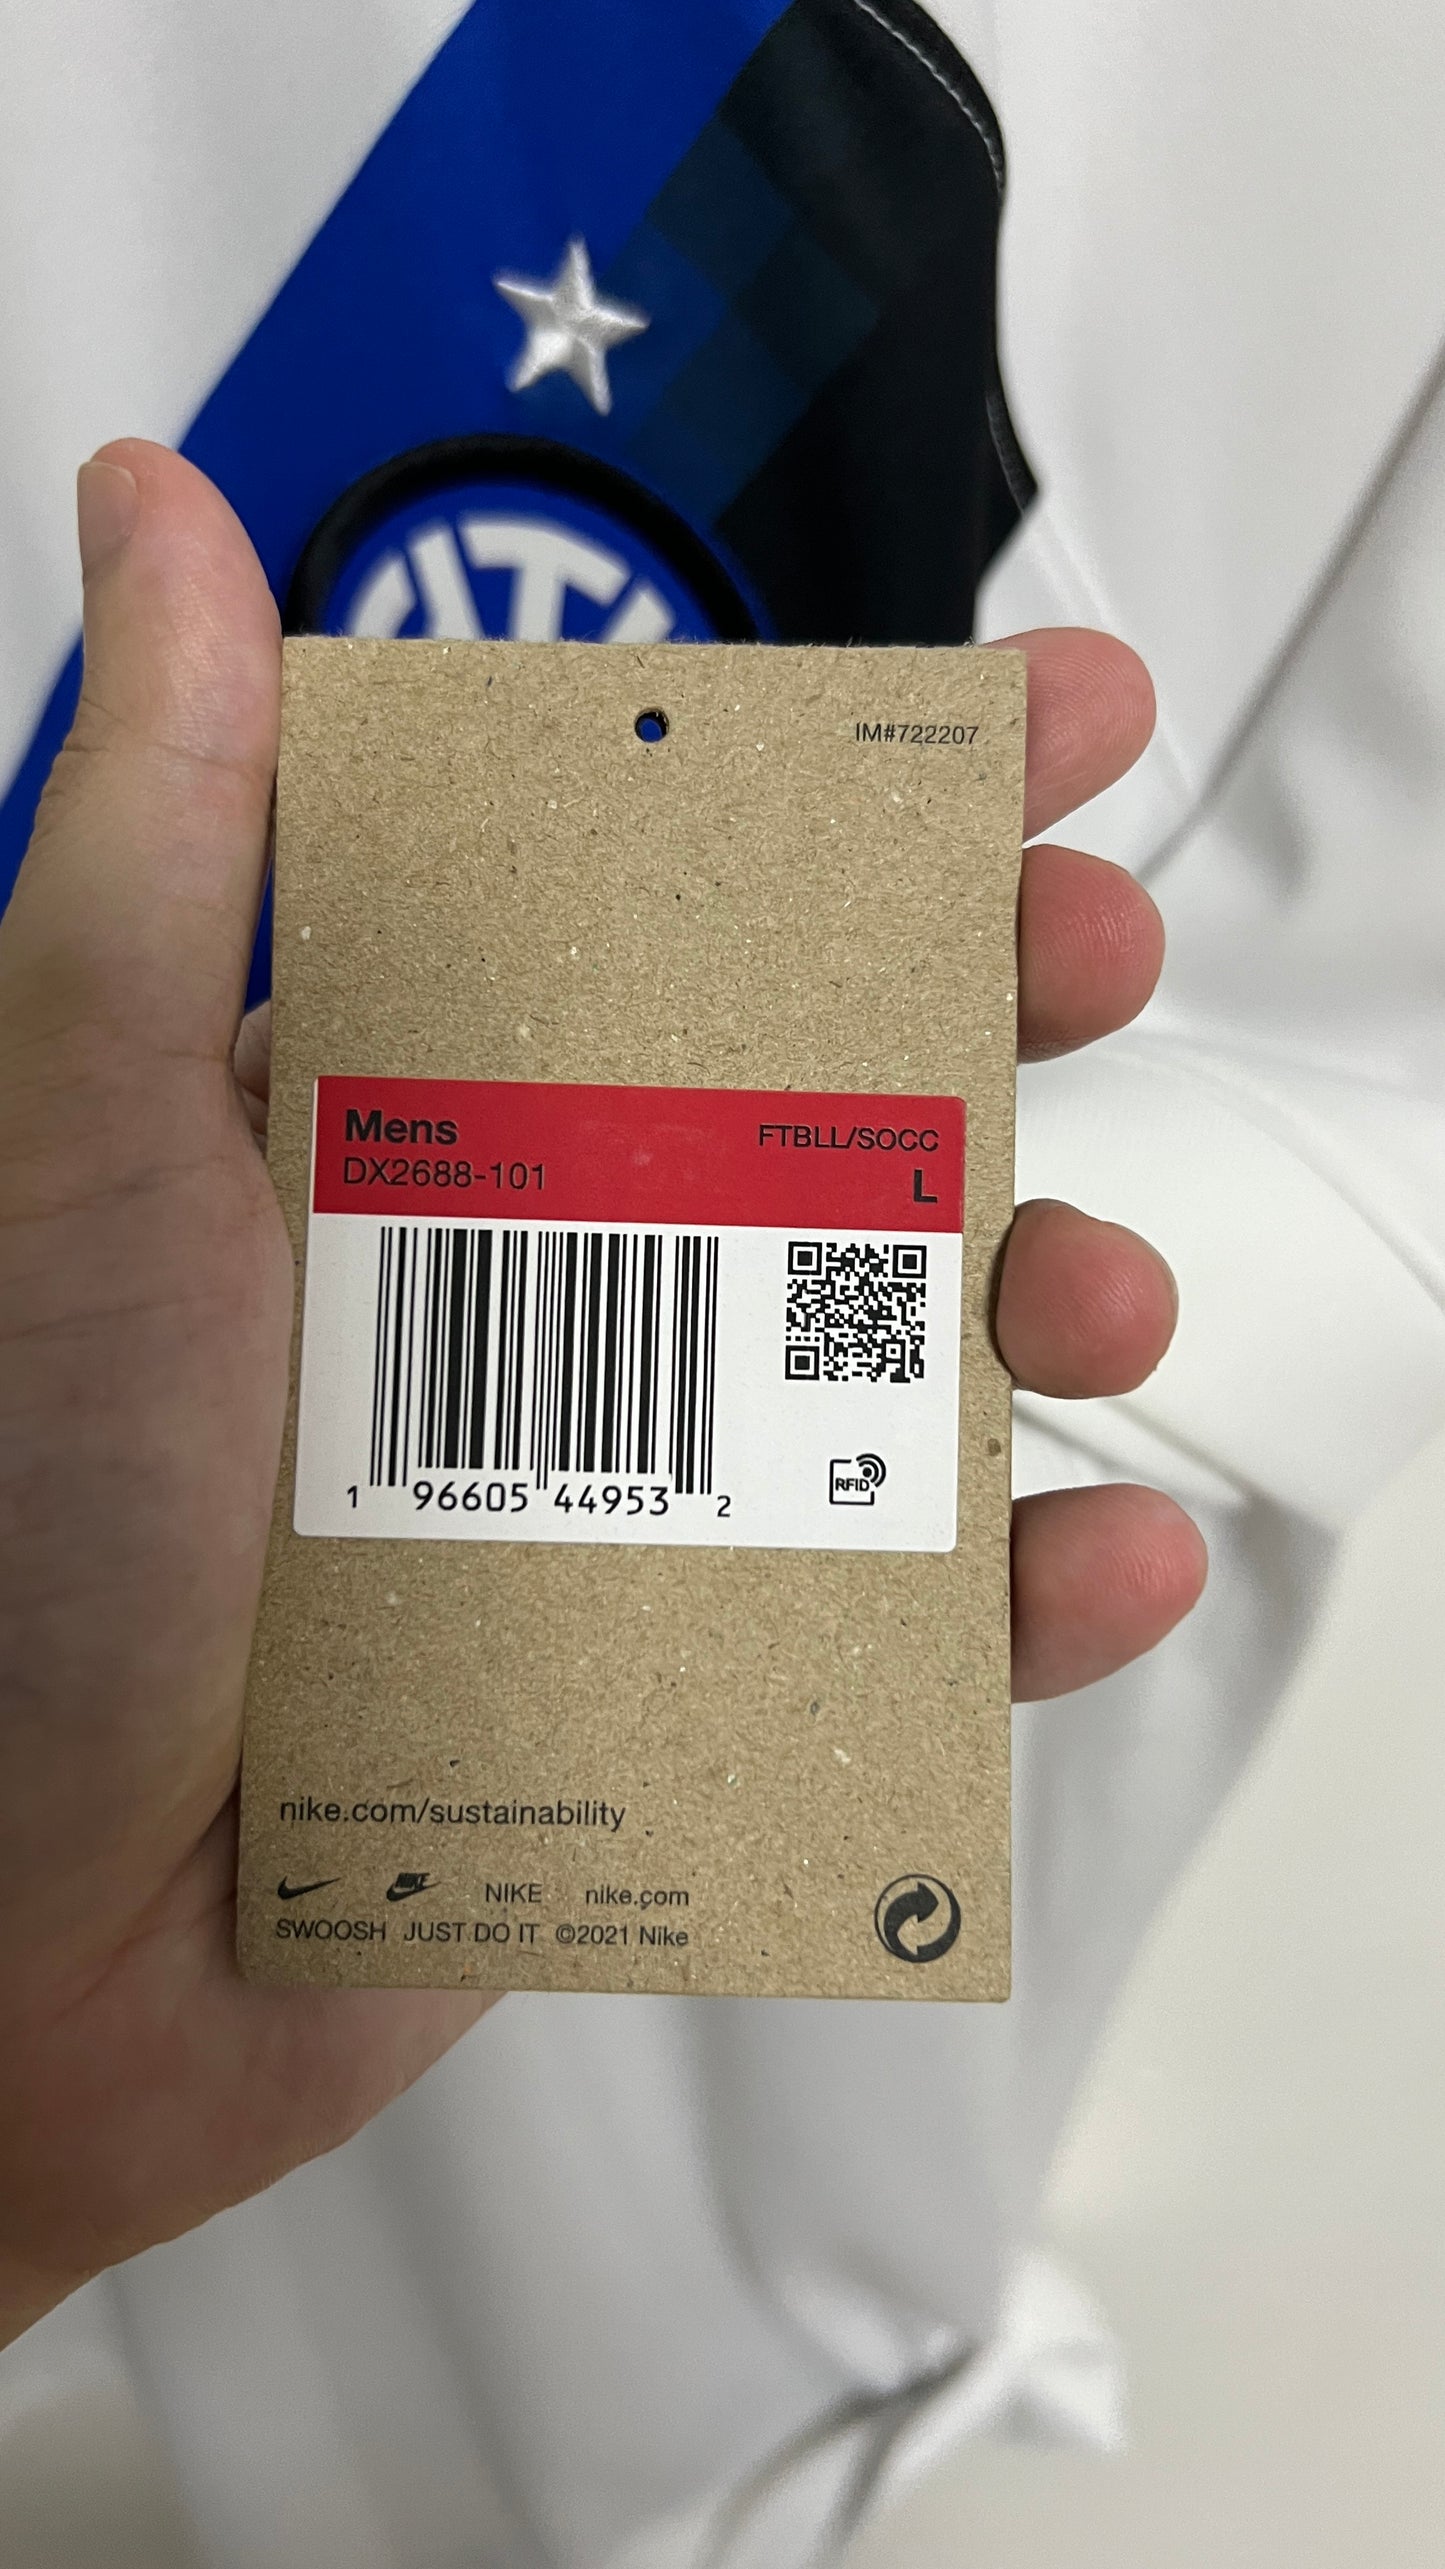 IM#722207
Mens
FTBLL/SOCC
DX2688-101
L
1 96605 44953 2
RFID
nike.com/sustainability
NIKE NIKE nike.com
SWOOSH JUST DO IT ©2021 Nike